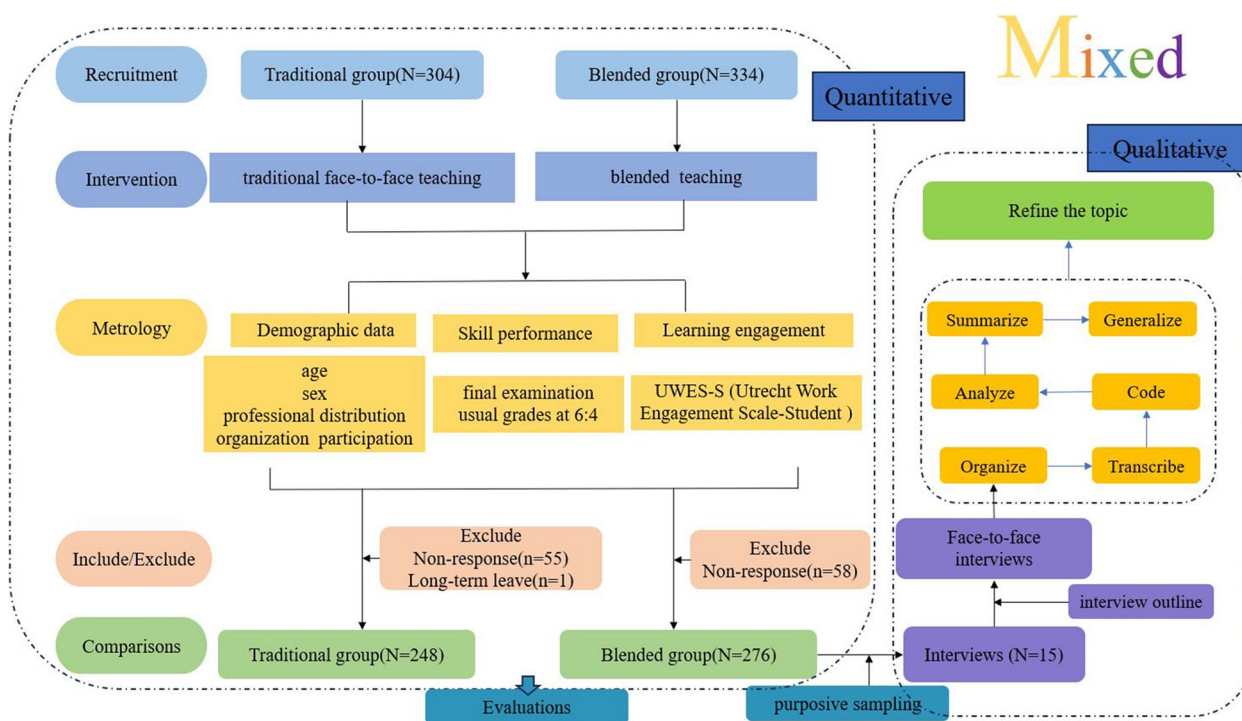 Mixed
Recruitment
Traditional group(N=304)
Blended group(N=334)
Quantitative
Intervention
traditional face-to-face teaching
blended teaching
Metrology
Demographic data
Skill performance
Learning engagement
age
sex
professional distribution
organization participation
final examination
usual grades at 6:4
UWES-S (Utrecht Work
Engagement Scale-Student )
Include/Exclude
Exclude
Non-response(n=55)
Long-term leave(n=1)
Exclude
Non-response(n=58)
Comparisons
Traditional group(N=248)
Blended group(N=276)
Evaluations
purposive sampling
Qualitative
Refine the topic
Summarize
Generalize
Analyze
Code
Organize
Transcribe
Face-to-face
interviews
interview outline
Interviews (N=15)